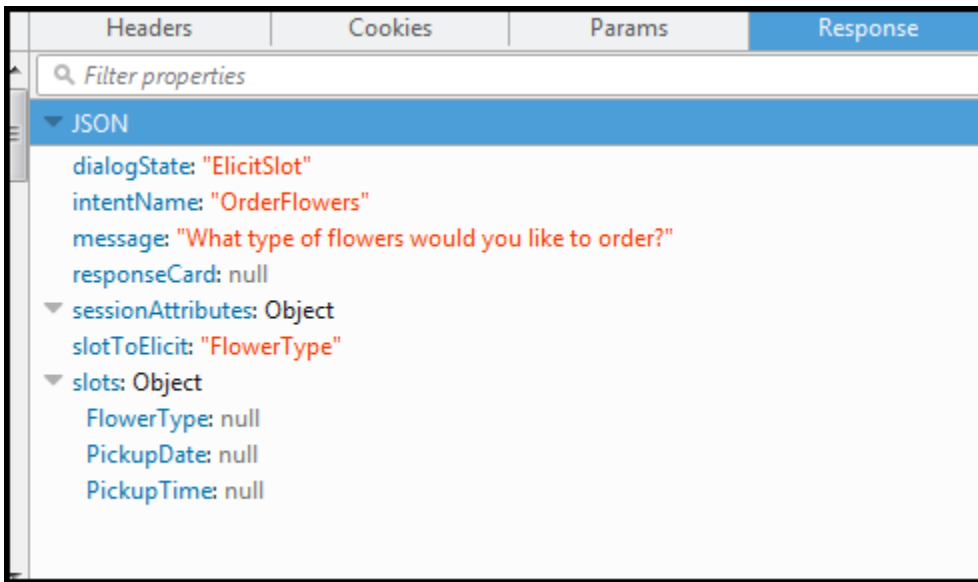 Headers Cookies Params Response
Filter properties
JSON
dialogState: "ElicitSlot"
intentName: "OrderFlowers"
message: "What type of flowers would you like to order?"
responseCard: null
sessionAttributes: Object
slotToElicit: "FlowerType"
slots: Object
FlowerType: null
PickupDate: null
PickupTime: null